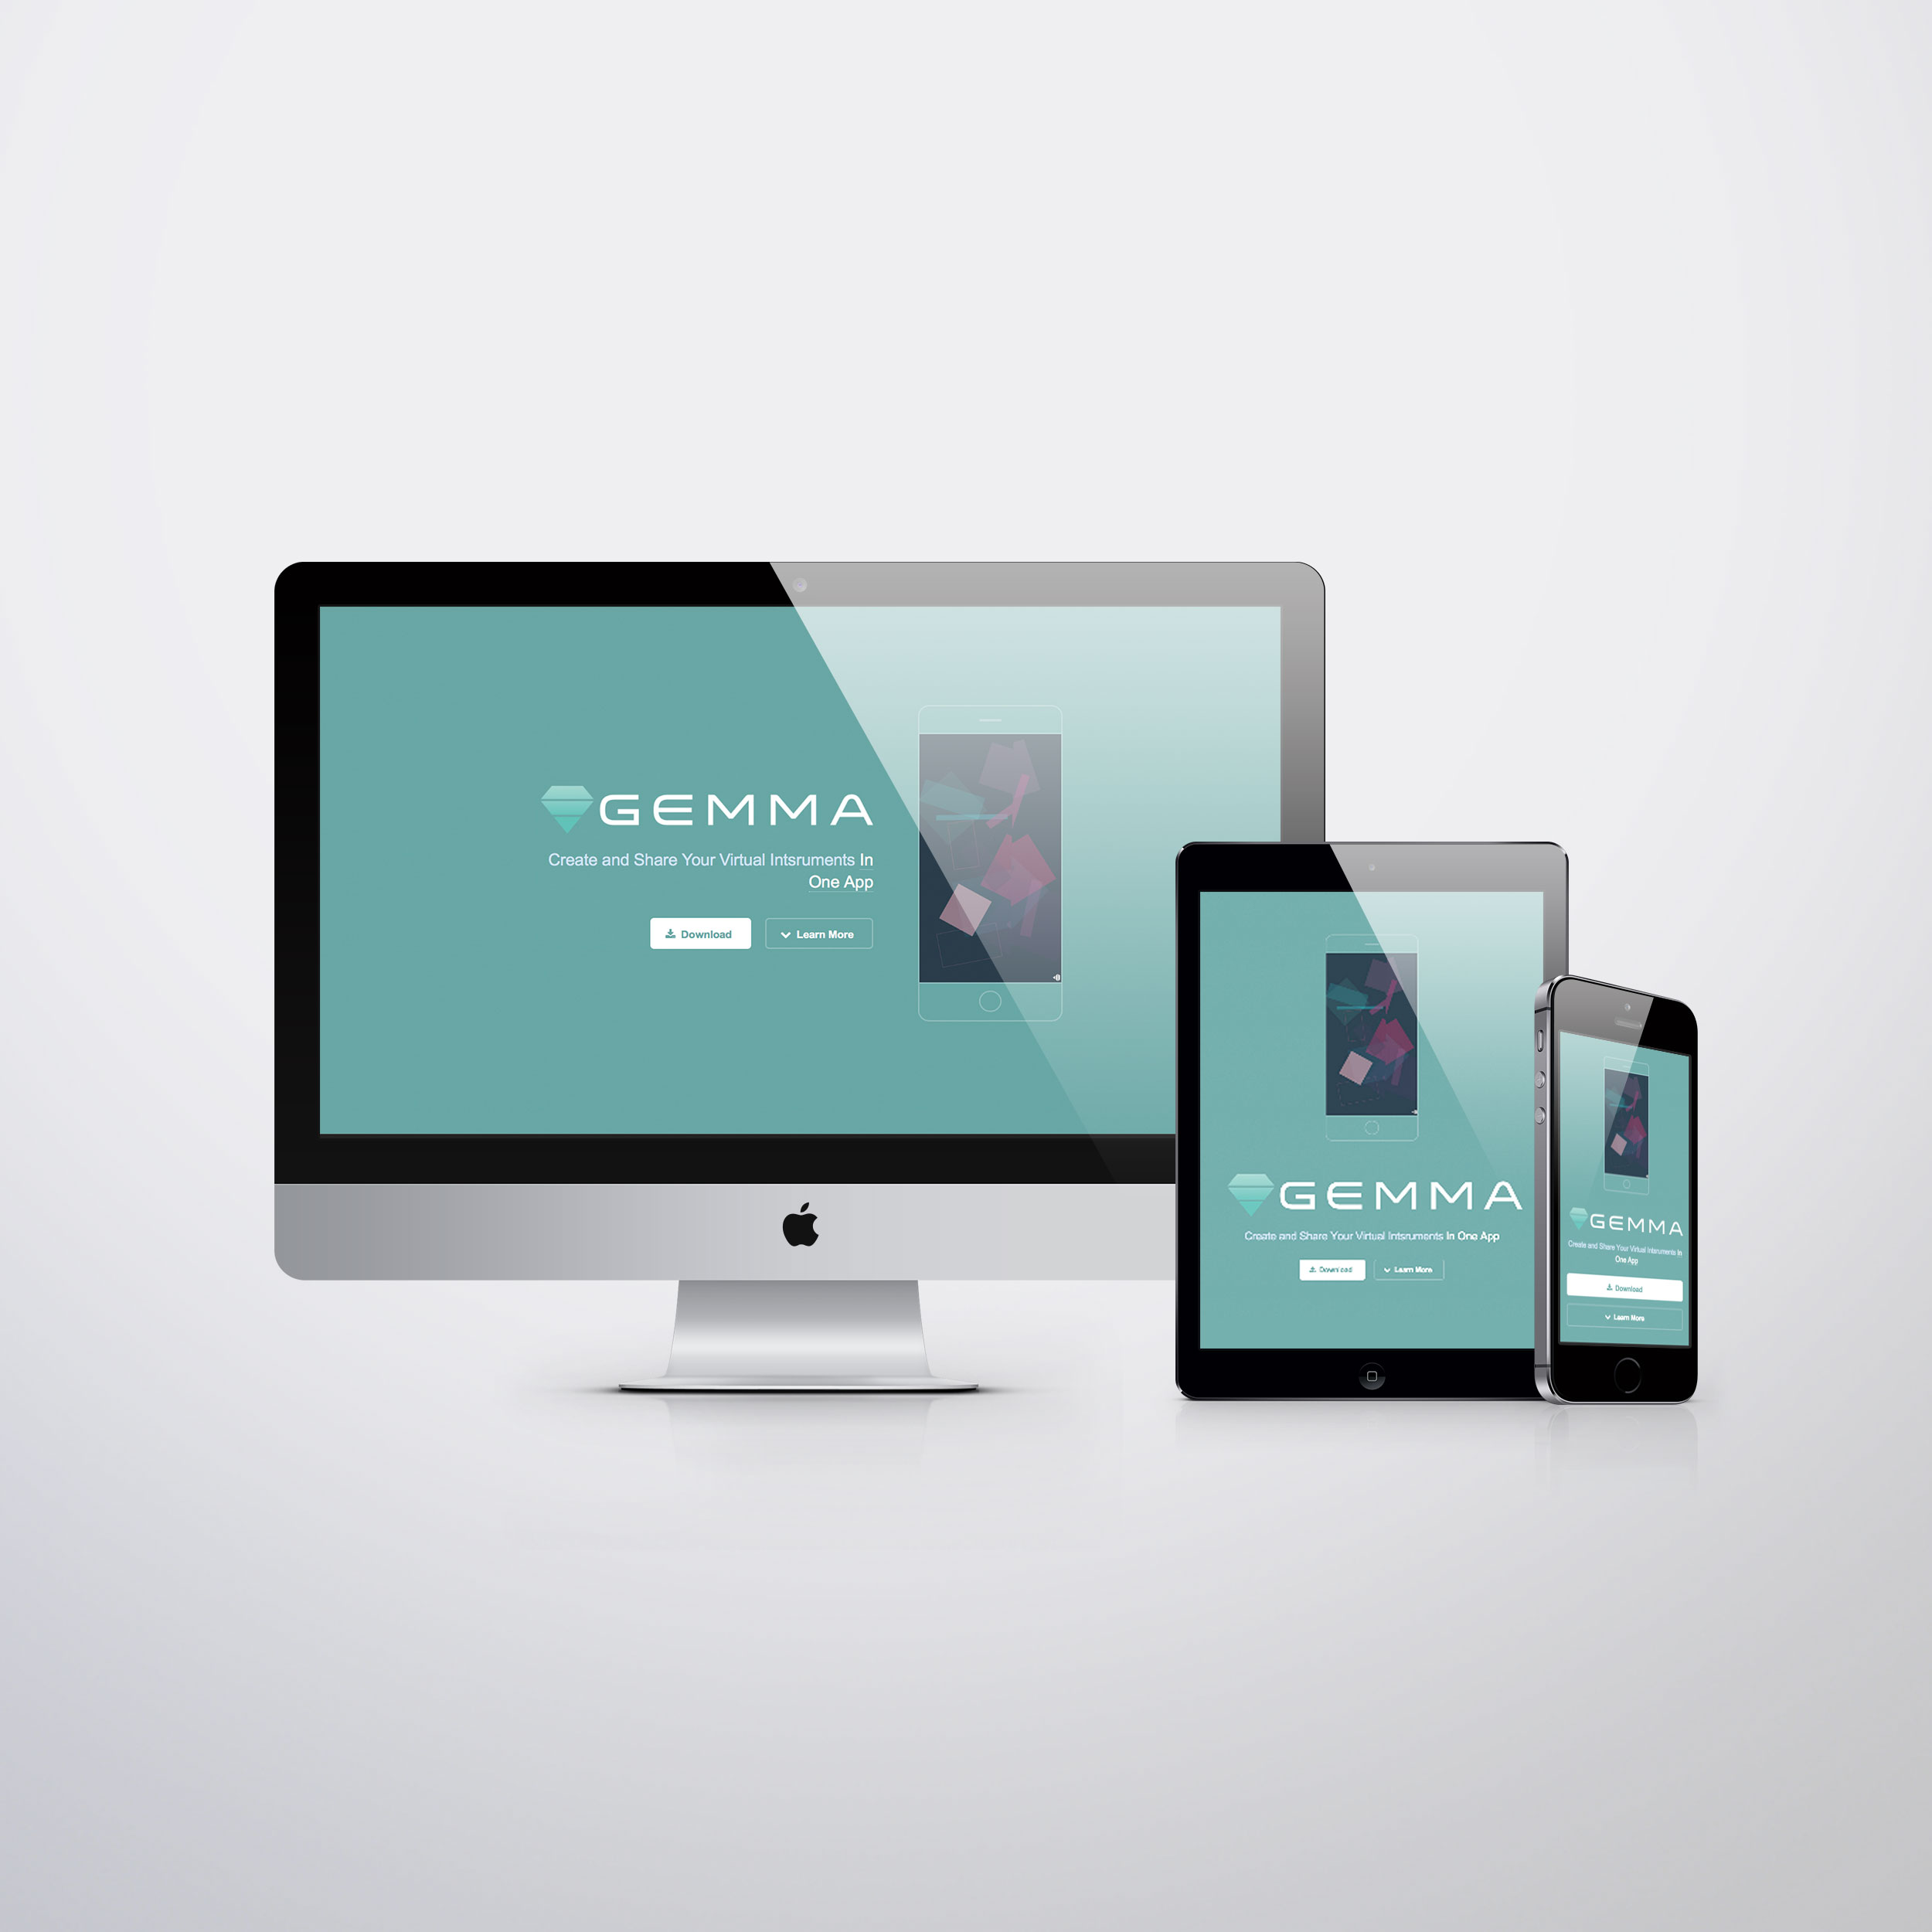 GEMMA
Create and Share Your Virtual Intsruments In
One App
Download
Learn More
GEMMA
Create and Share Your Virtual Intsruments In One App
Download
Learn More
GEMMA
Create and Share Your Virtual Intsruments In
One App
Download
Learn More